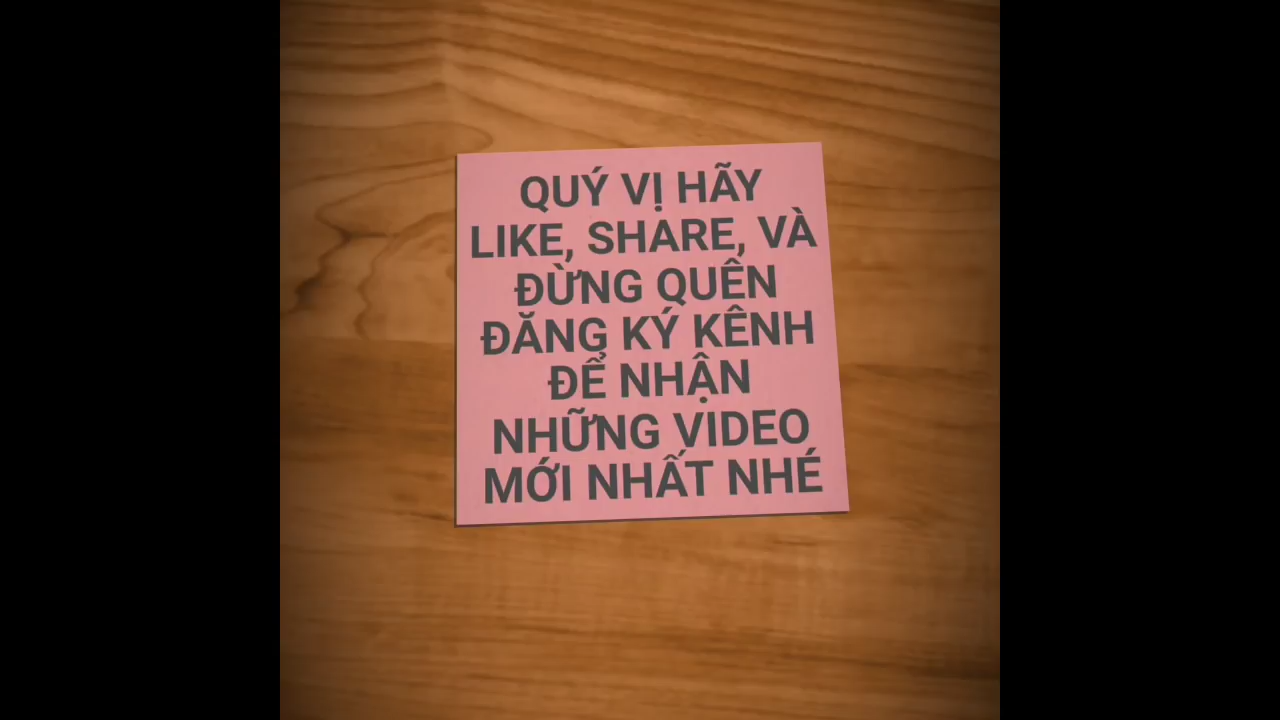 QUÝ VỊ HÃY
LIKE, SHARE, VÀ
ĐỪNG QUÊN
ĐĂNG KÝ KÊNH
ĐỂ NHẬN
NHỮNG VIDEO
MỚI NHẤT NHÉ